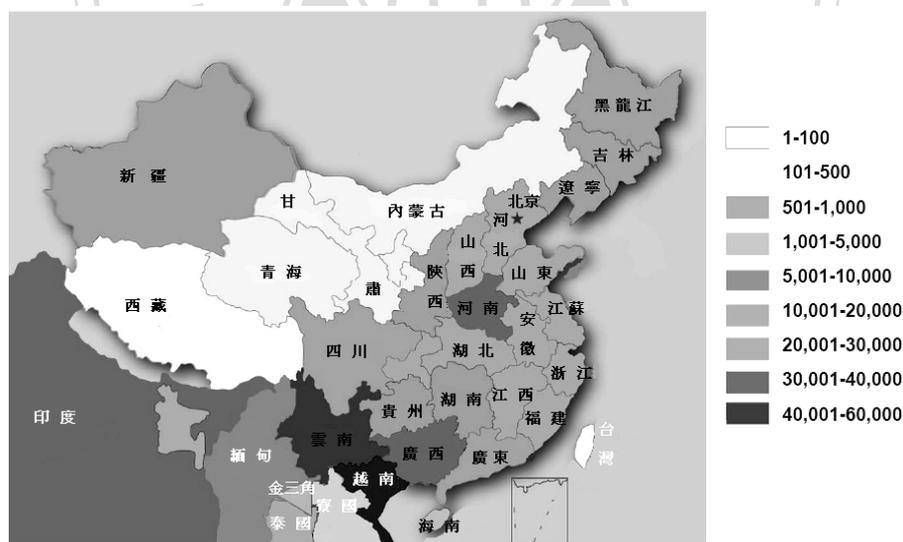 黑龍江
吉林
遼寧
新疆
甘
內蒙古
北京
河
北
山
西
陝
西
山東
青海
肅
西藏
河南
江蘇
安
徽
四川
湖北
浙江
貴州
湖南
江西
福建
雲南
廣西
廣東
台
灣
印度
緬甸
越南
金三角
寮國
泰國
海南
1-100
101-500
501-1,000
1,001-5,000
5,001-10,000
10,001-20,000
20,001-30,000
30,001-40,000
40,001-60,000